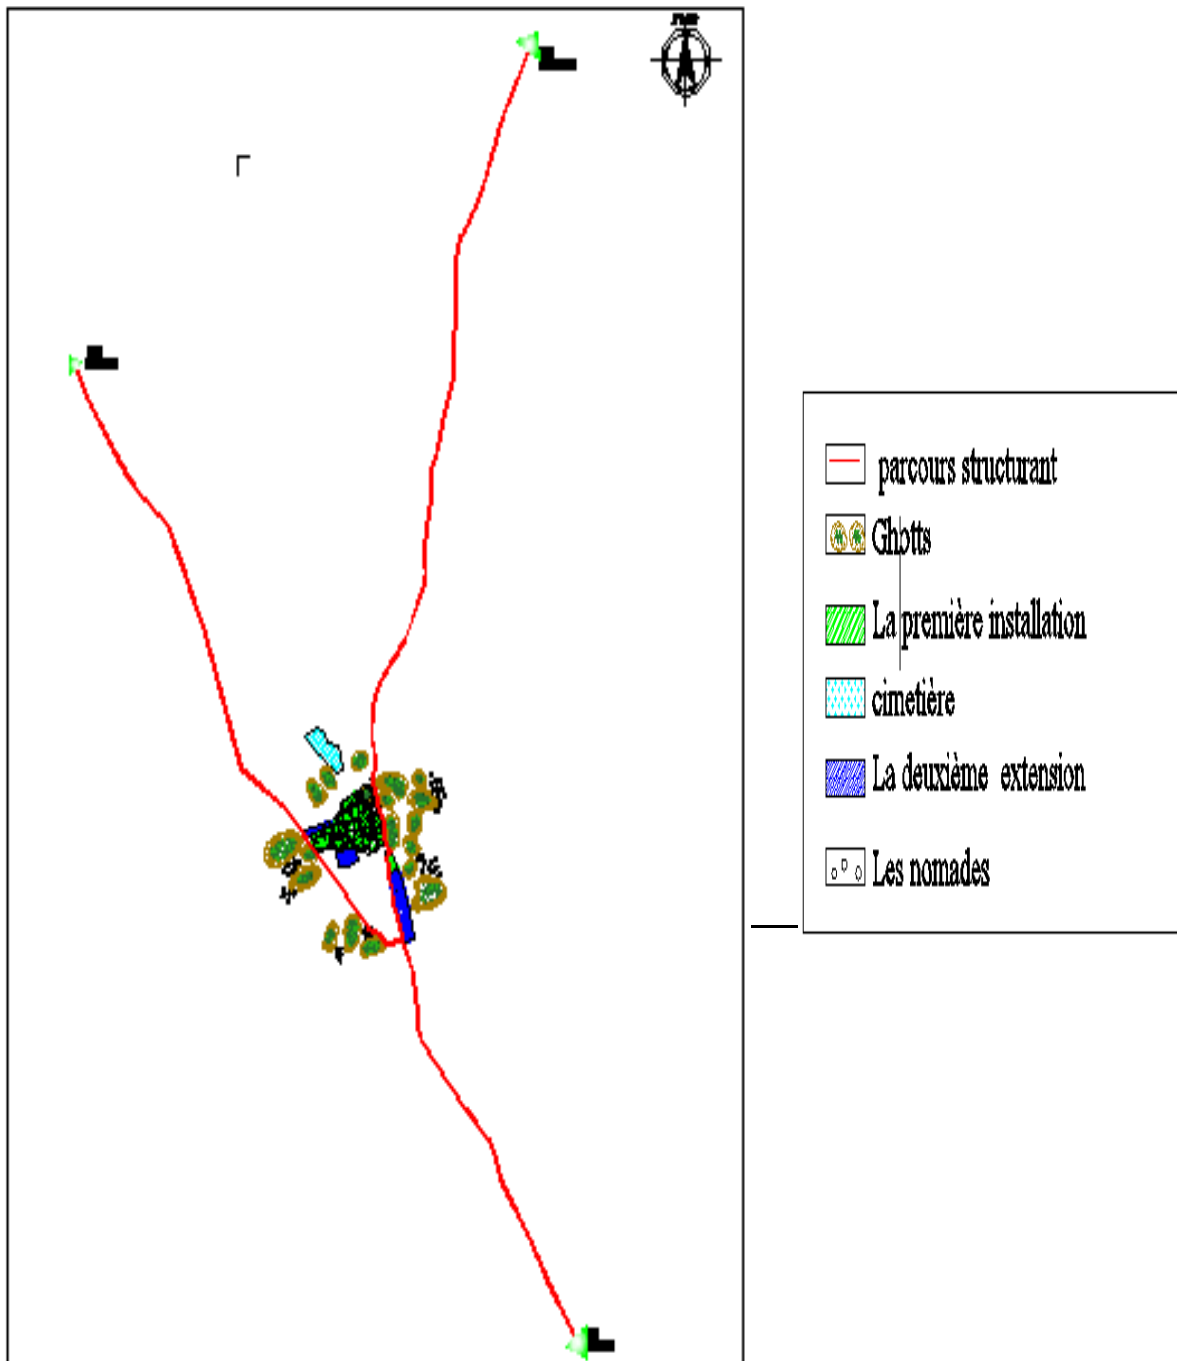 parcours structurant
Ghotts
La première installation
cimetière
La deuxième extension
Les nomades